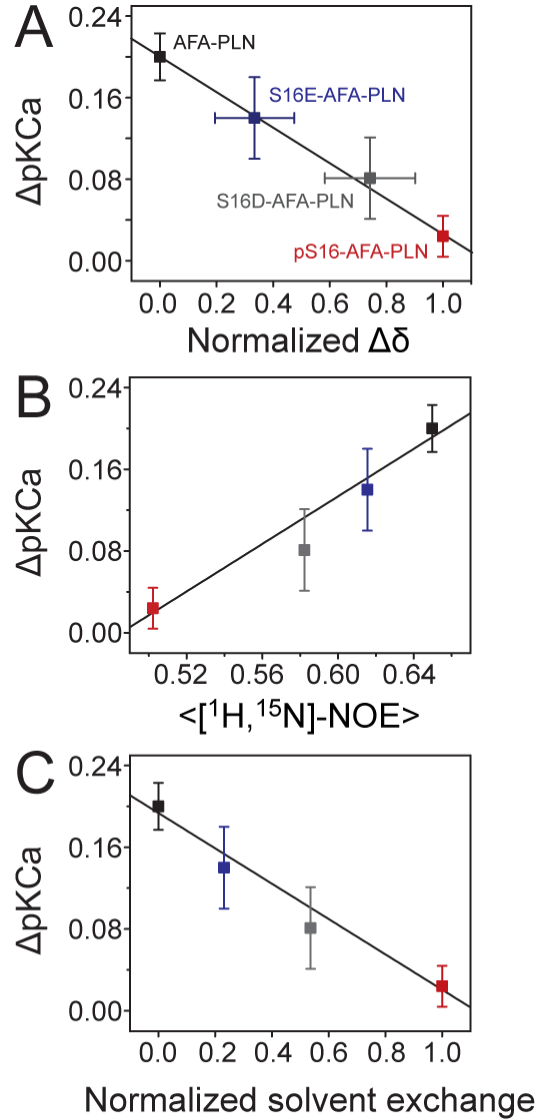 A
0.24
AFA-PLN
0.16
S16E-AFA-PLN
ΔpKCa
0.08
S16D-AFA-PLN
pS16-AFA-PLN
0.00
0.0 0.2 0.4 0.6 0.8 1.0
Normalized Δδ
B
0.24
0.16
ΔpKCa
0.08
0.00
0.52 0.56 0.60 0.64
<[¹H,¹⁵N]-NOE>
C
0.24
0.16
ΔpKCa
0.08
0.00
0.0 0.2 0.4 0.6 0.8 1.0
Normalized solvent exchange